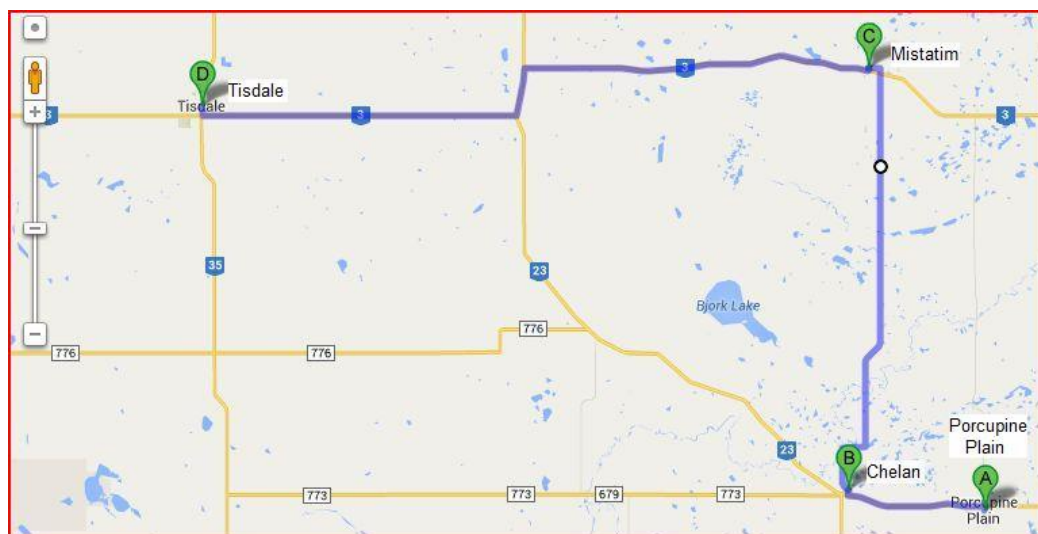 C
Mistatim
D
Tisdale
Tisdale
3
3
3
3
35
23
Bjork Lake
776
776
776
23
Porcupine
Plain
B
Chelan
A
773
773
679
773
Porcupine
Plain